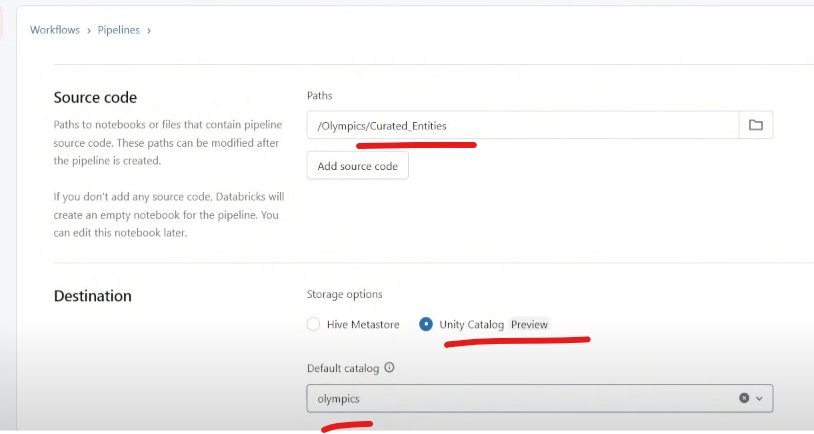 Workflows › Pipelines ›
Source code
Paths to notebooks or files that contain pipeline
source code. These paths can be modified after
the pipeline is created.
If you don't add any source code, Databricks will
create an empty notebook for the pipeline. You
can edit this notebook later.
Paths
/Olympics/Curated_Entities
Add source code
Destination
Storage options
Hive Metastore Unity Catalog Preview
Default catalog
olympics